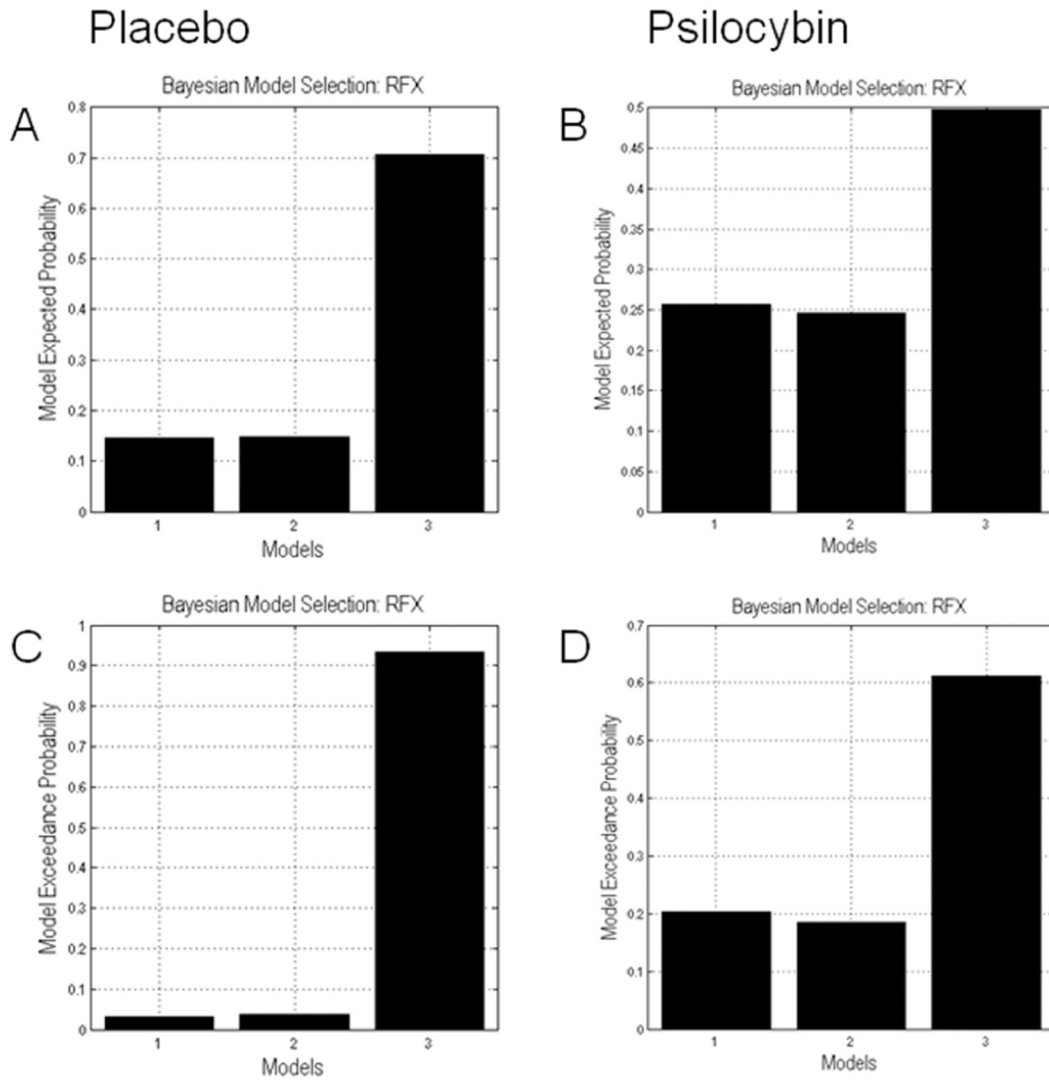 Placebo
Psilocybin
A
Bayesian Model Selection: RFX
0.8
0.7
0.6
0.5
0.4
0.3
0.2
0.1
0
Model Expected Probability
1 2 3
Models
B
Bayesian Model Selection: RFX
0.5
0.45
0.4
0.35
0.3
0.25
0.2
0.15
0.1
0.05
0
Model Expected Probability
1 2 3
Models
C
Bayesian Model Selection: RFX
1
0.9
0.8
0.7
0.6
0.5
0.4
0.3
0.2
0.1
0
Model Exceedance Probability
1 2 3
Models
D
Bayesian Model Selection: RFX
0.7
0.6
0.5
0.4
0.3
0.2
0.1
0
Model Exceedance Probability
1 2 3
Models